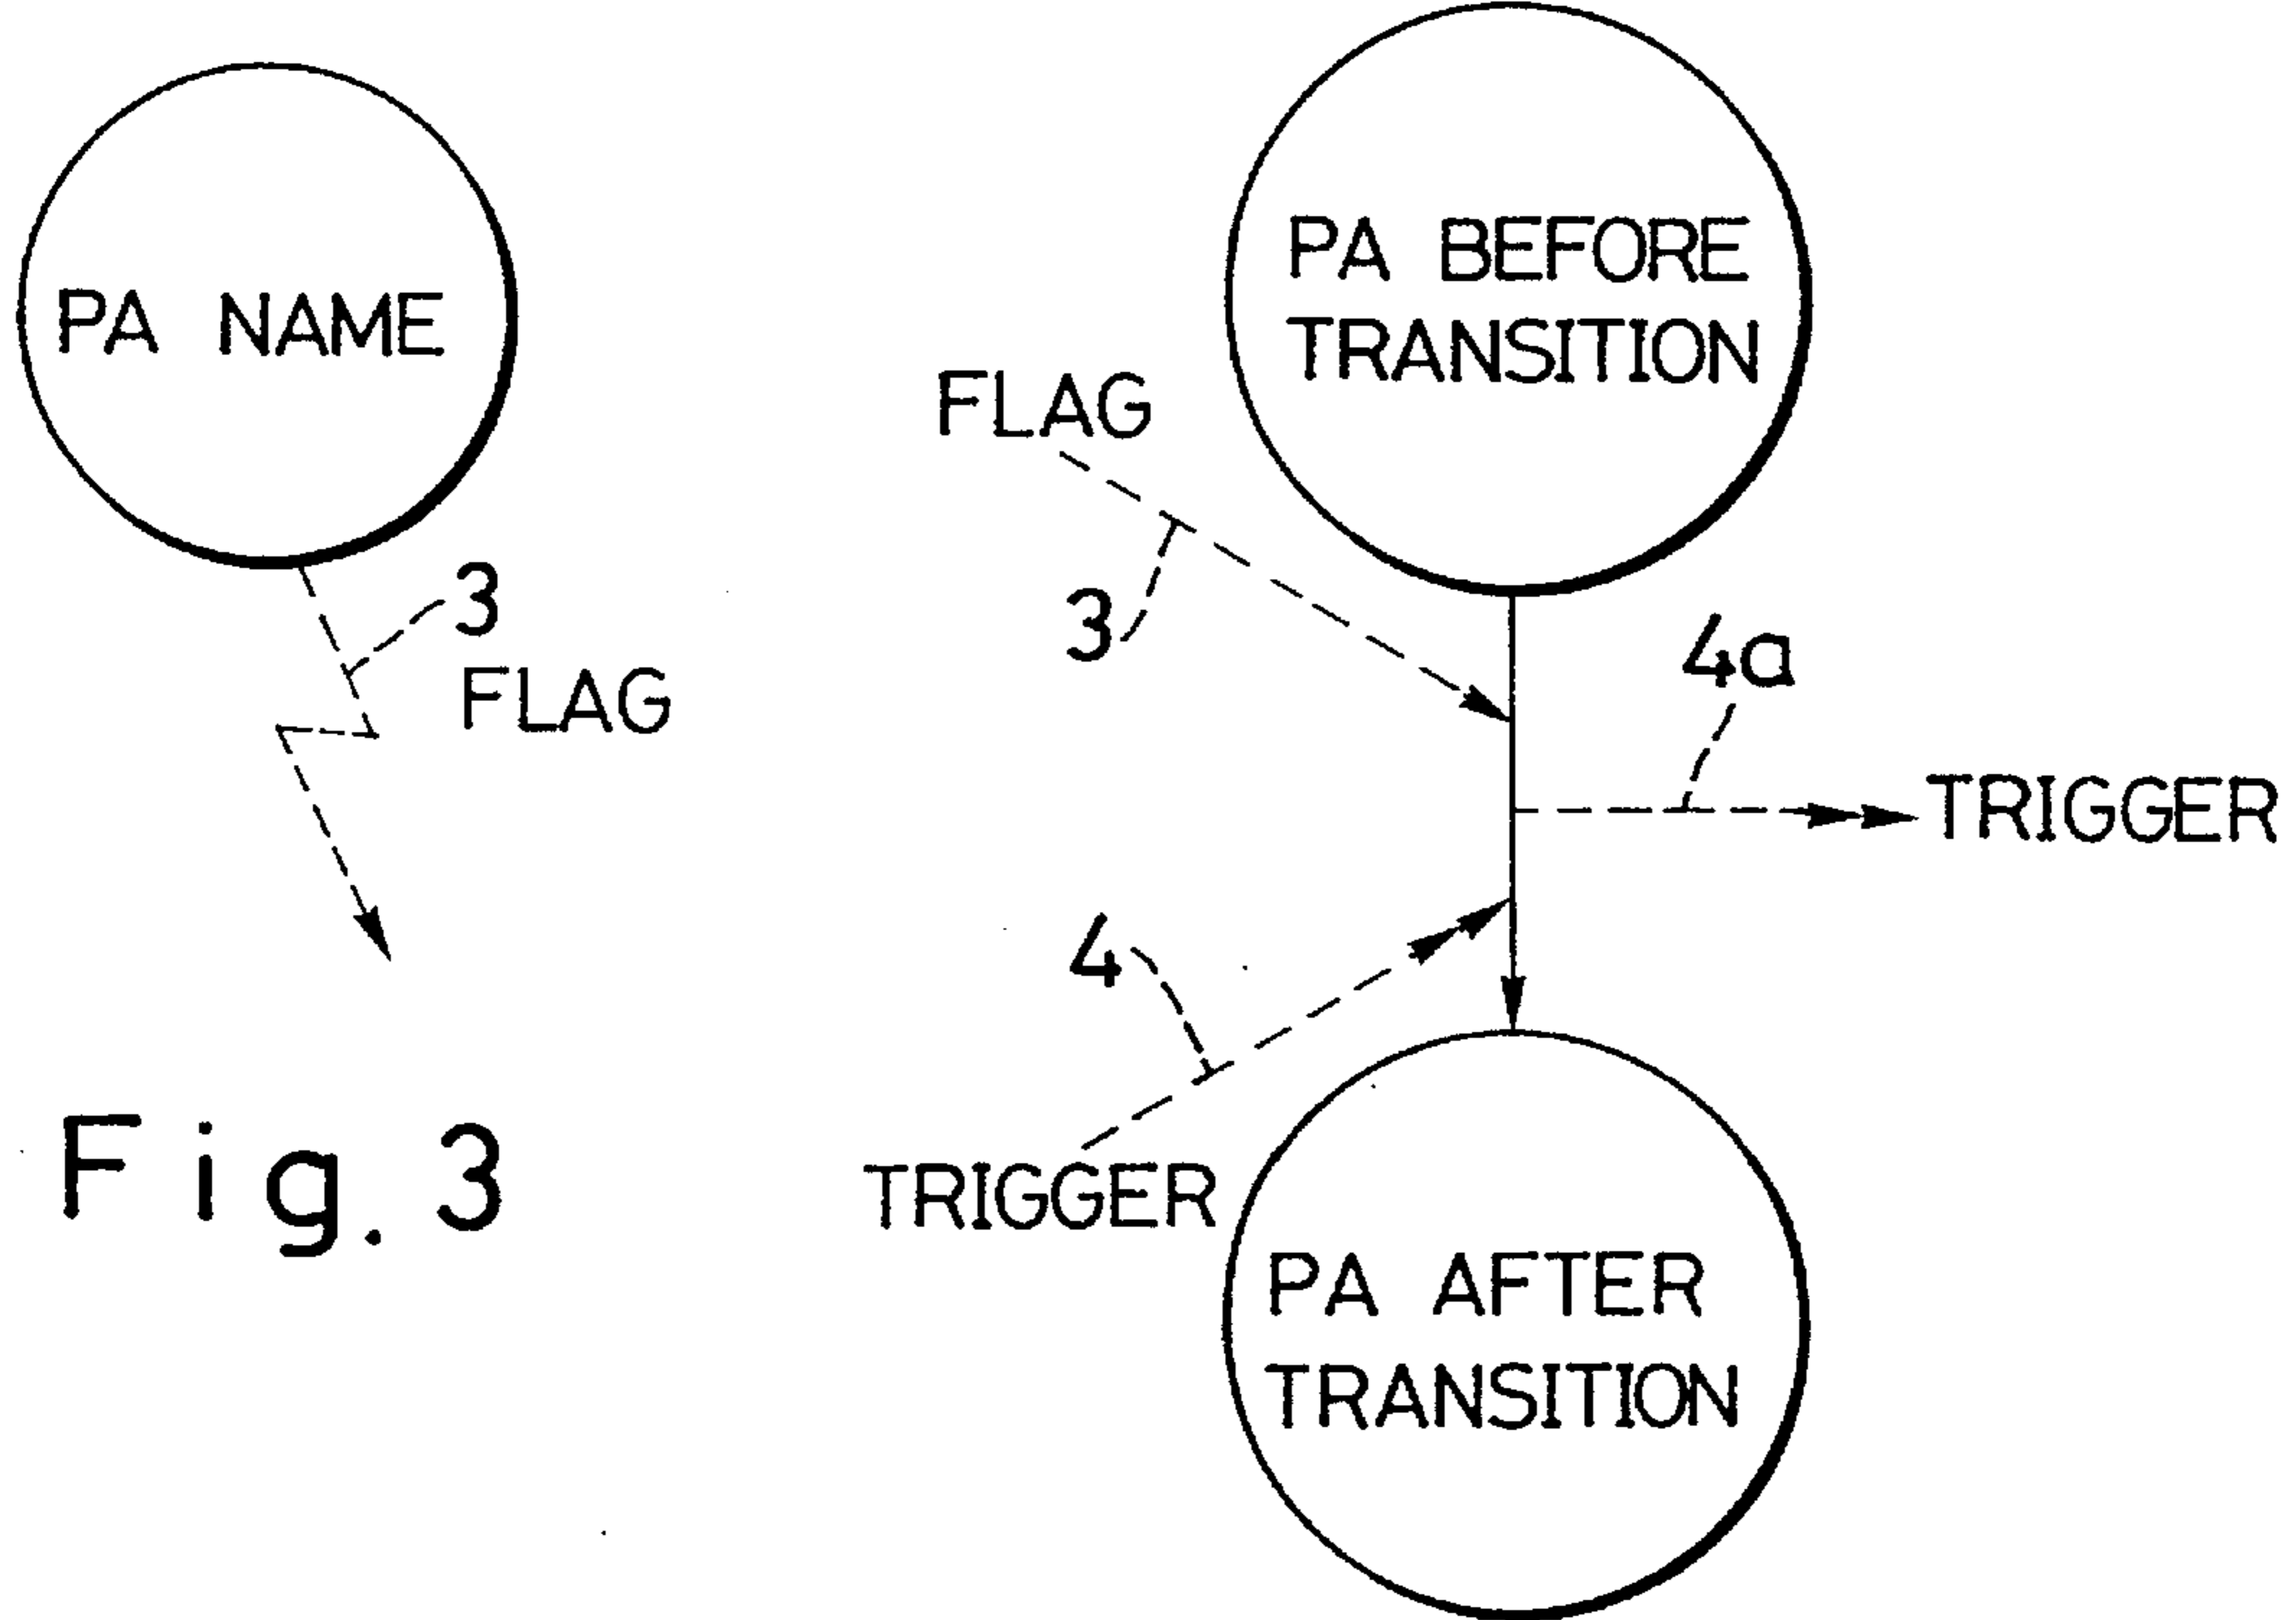 PA NAME
3
FLAG
Fig.3
PA BEFORE
TRANSITION
FLAG
3
4a
TRIGGER
4
TRIGGER
PA AFTER
TRANSITION